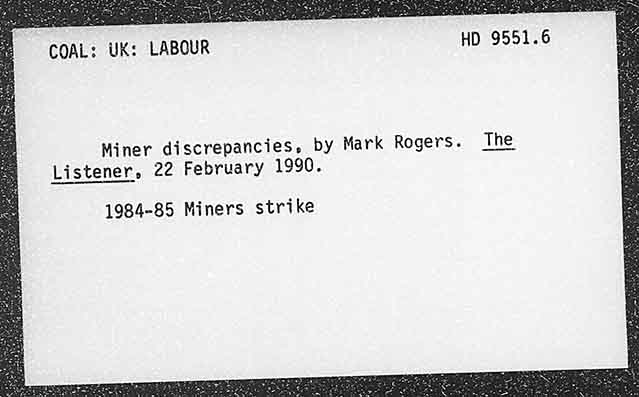 COAL: UK: LABOUR HD 9551.6
Miner discrepancies, by Mark Rogers. The
Listener, 22 February 1990.
1984-85 Miners strike